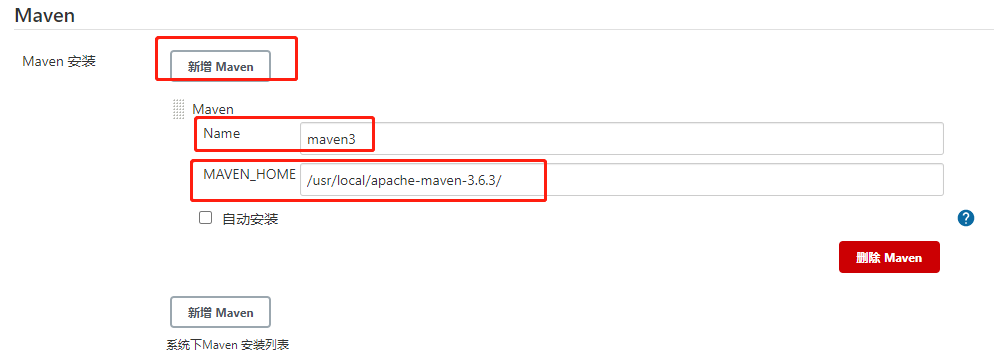 Maven
Maven 安装
新增 Maven
Maven
Name
maven3
MAVEN_HOME
/usr/local/apache-maven-3.6.3/
自动安装
?
删除 Maven
新增 Maven
系统下Maven 安装列表